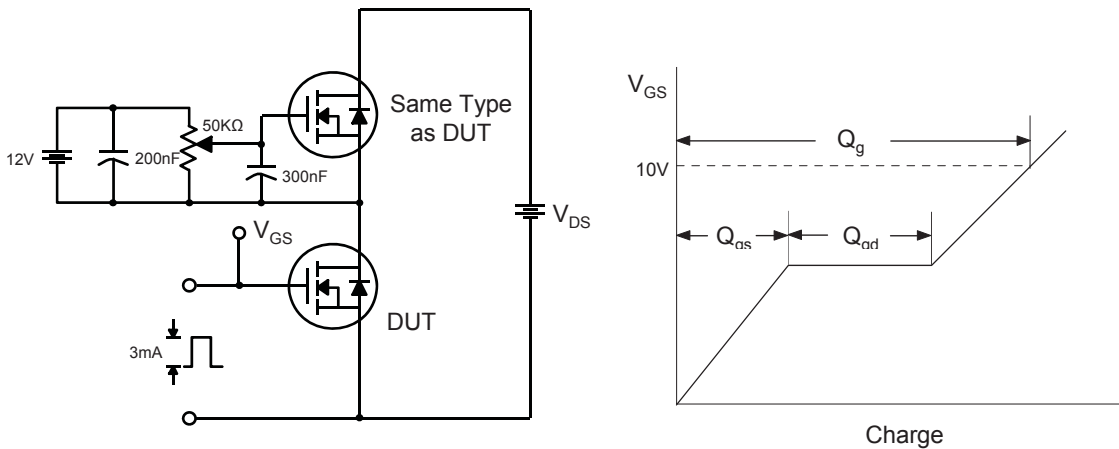 12V
200nF
50KΩ
300nF
Same Type
as DUT
V_GS
DUT
3mA
V_DS
V_GS
10V
Q_g
Q_gs
Q_gd
Charge